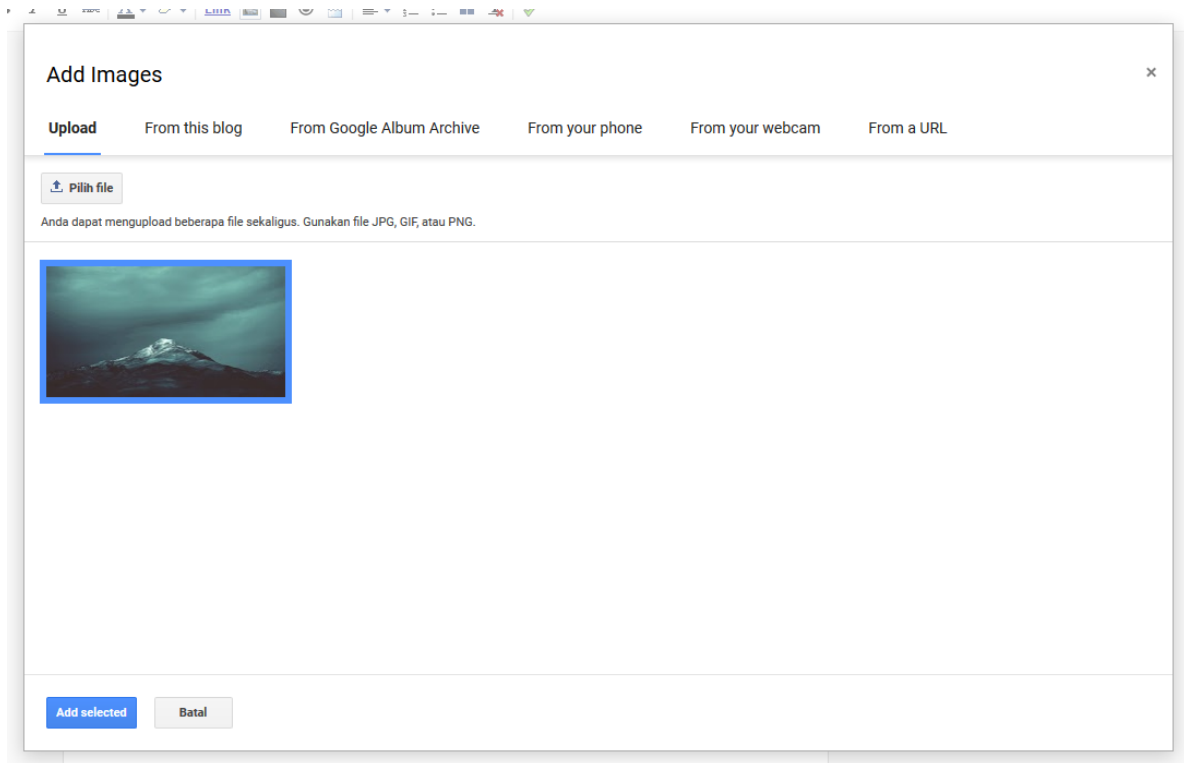 Link
Add Images
×
Upload From this blog From Google Album Archive From your phone From your webcam From a URL
Pilih file
Anda dapat mengupload beberapa file sekaligus. Gunakan file JPG, GIF, atau PNG.
Add selected Batal